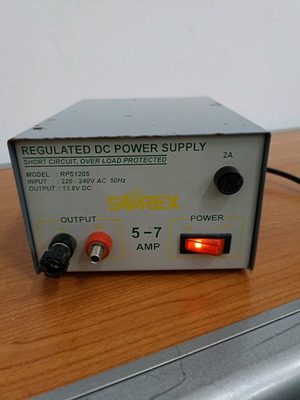 REGULATED DC POWER SUPPLY
SHORT CIRCUIT, OVER LOAD PROTECTED
MODEL : RPS1205
INPUT : 220 - 240V AC 50Hz
OUTPUT : 13.8V DC
2A
SOREX
OUTPUT
POWER
5-7
AMP